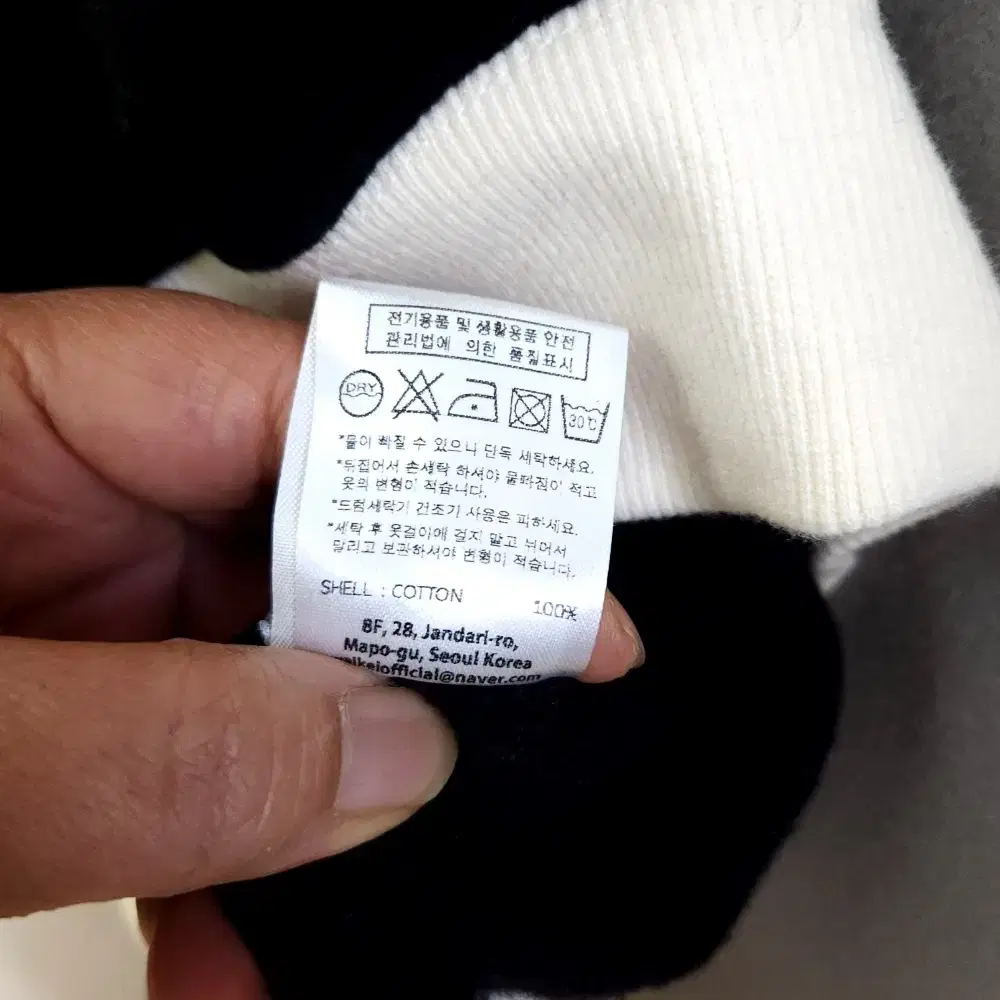 전기용품 및 생활용품 안전
관리법에 의한 품질표시
DRY
30℃
*물이 빠질 수 있으니 단독 세탁하세요.
*뒤집어서 손세탁 하셔야 물빠짐이 적고
옷의 변형이 적습니다.
*드럼세탁기 건조기 사용은 피하세요.
*세탁 후 옷걸이에 걸지 말고 뉘어서
말리고 보관하셔야 변형이 적습니다.
SHELL : COTTON 100%
8F, 28, Jandari-ro,
Mapo-gu, Seoul Korea